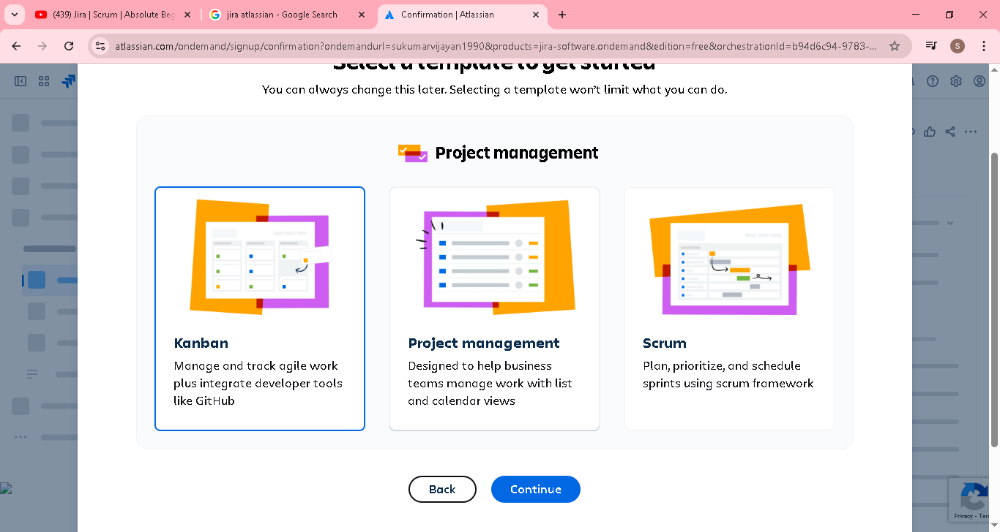 (439) Jira | Scrum | Absolute Beg
jira atlassian - Google Search
Confirmation | Atlassian
atlassian.com/ondemand/signup/confirmation?ondemandurl=sukumarvijayan1990&products=jira-software.ondemand&edition=free&orchestrationId=b94d6c94-9783-...
S
Select a template to get started
You can always change this later. Selecting a template won't limit what you can do.
Project management
Kanban
Manage and track agile work
plus integrate developer tools
like GitHub
Project management
Designed to help business
teams manage work with list
and calendar views
Scrum
Plan, prioritize, and schedule
sprints using scrum framework
Back
Continue
Privacy - Ter